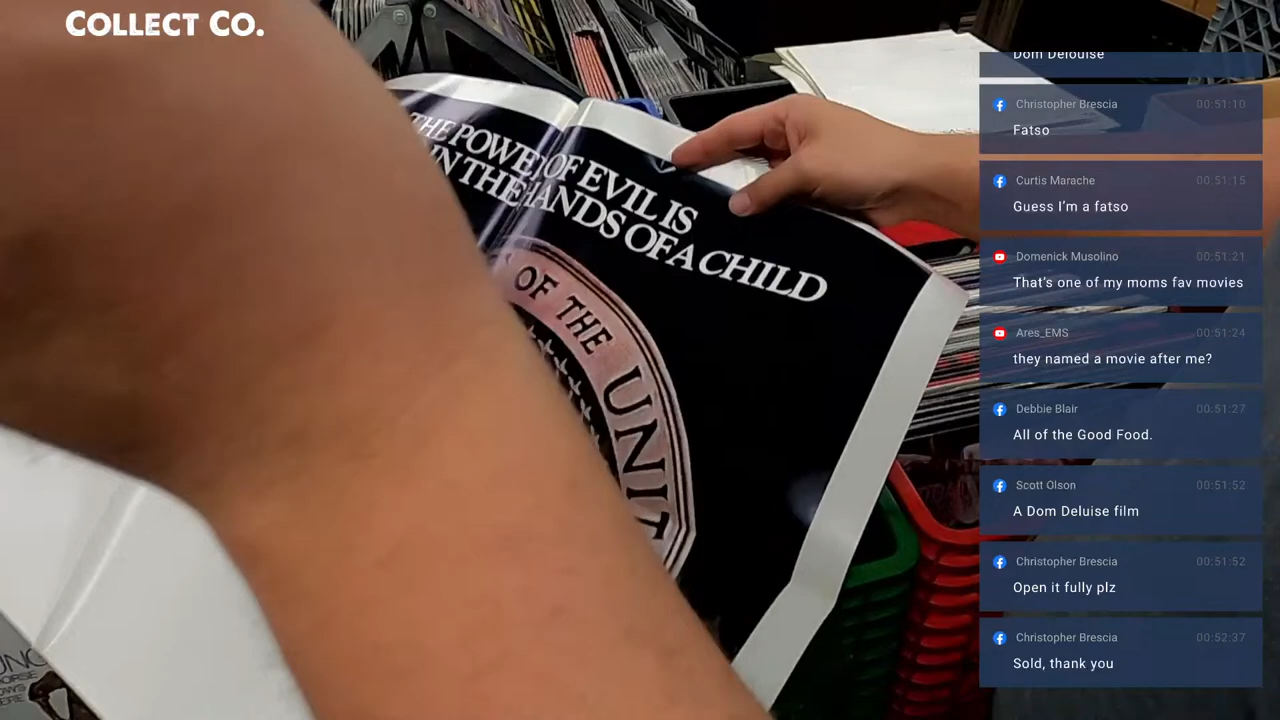 COLLECT CO.
THE POWER OF EVIL IS
IN THE HANDS OF A CHILD
OF THE UNIT
Dom Delouise
Christopher Brescia 00:51:10
Fatso
Curtis Marache 00:51:15
Guess I'm a fatso
Domenick Musolino 00:51:21
That's one of my moms fav movies
Ares_EMS 00:51:24
they named a movie after me?
Debbie Blair 00:51:27
All of the Good Food.
Scott Olson 00:51:52
A Dom Deluise film
Christopher Brescia 00:51:52
Open it fully plz
Christopher Brescia 00:52:37
Sold, thank you